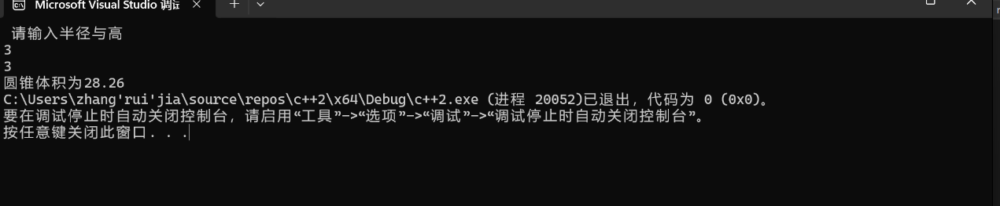 Microsoft Visual Studio 调试
请输入半径与高
3
3
圆锥体积为28.26
C:\Users\zhang'rui'jia\source\repos\c++2\x64\Debug\c++2.exe (进程 20052)已退出，代码为 0 (0x0)。
要在调试停止时自动关闭控制台，请启用“工具”->“选项”->“调试”->“调试停止时自动关闭控制台”。
按任意键关闭此窗口. . .